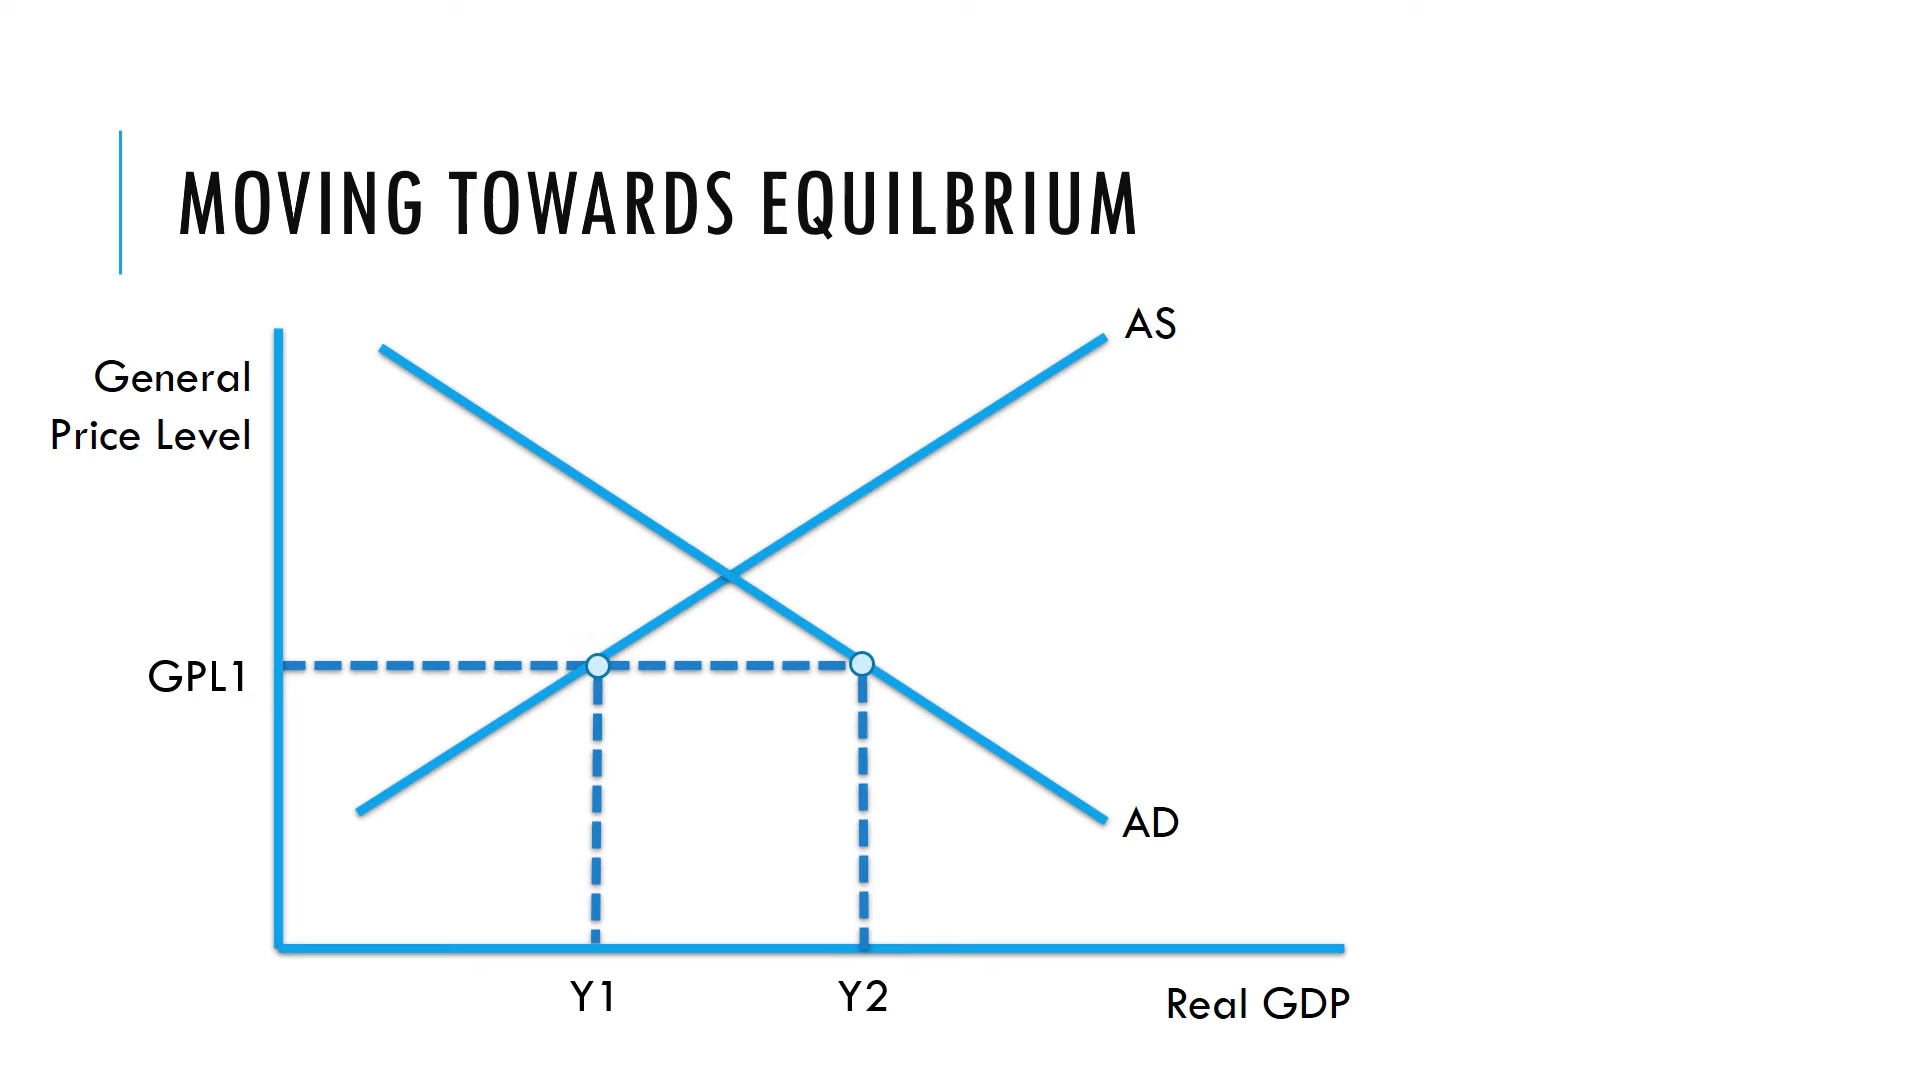 MOVING TOWARDS EQUILBRIUM
AS
General
Price Level
GPL1
AD
Y1
Y2
Real GDP